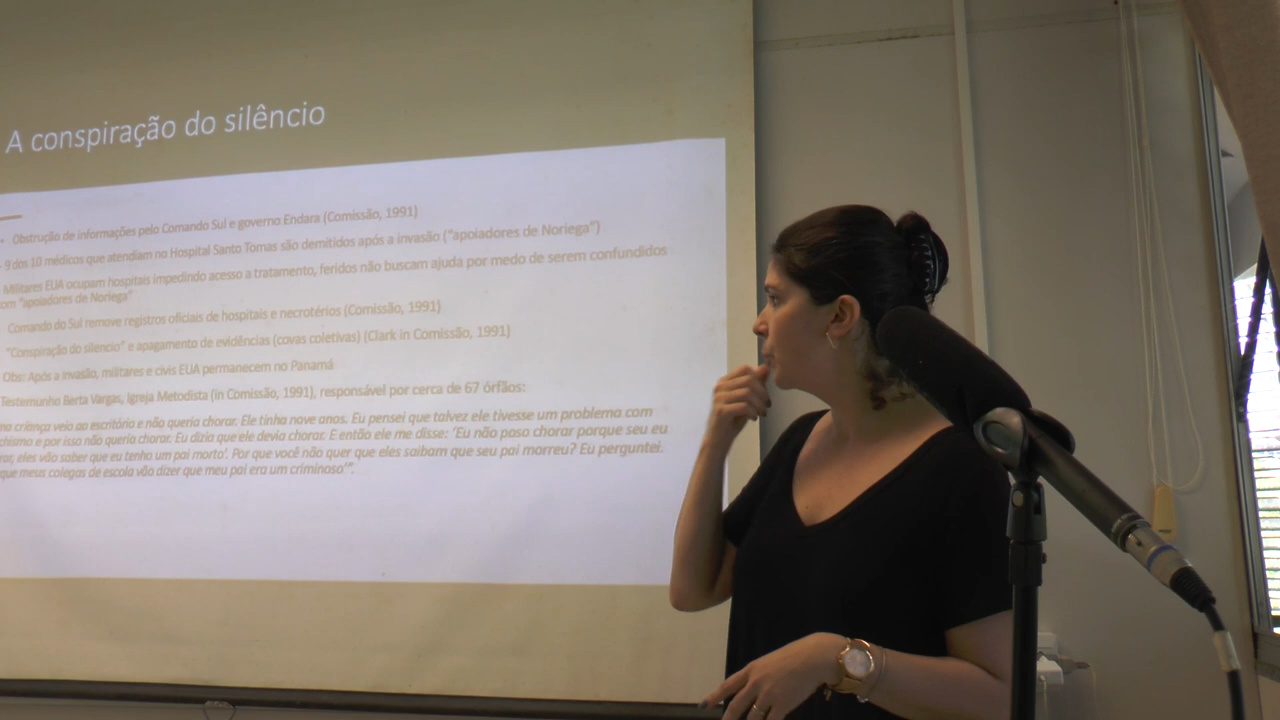 A conspiração do silêncio
• Obstrução de informações pelo Comando Sul e governo Endara (Comissão, 1991)
- 9 dos 10 médicos que atendiam no Hospital Santo Tomas são demitidos após a invasão ("apoiadores de Noriega")
Militares EUA ocupam hospitais impedindo acesso a tratamento, feridos não buscam ajuda por medo de serem confundidos
om "apoiadores de Noriega"
Comando do Sul remove registros oficiais de hospitais e necrotérios (Comissão, 1991)
"Conspiração do silencio" e apagamento de evidências (covas coletivas) (Clark in Comissão, 1991)
Obs: Após a invasão, militares e civis EUA permanecem no Panamá
Testemunho Berta Vargas, Igreja Metodista (in Comissão, 1991), responsável por cerca de 67 órfãos:
ma criança veio ao escritório e não queria chorar. Ele tinha nove anos. Eu pensei que talvez ele tivesse um problema com
chismo e por isso não queria chorar. Eu dizia que ele devia chorar. E então ele me disse: 'Eu não poso chorar porque seu eu
rar, eles vão saber que eu tenho um pai morto'. Por que você não quer que eles saibam que seu pai morreu? Eu perguntei.
que meus colegas de escola vão dizer que meu pai era um criminoso'".